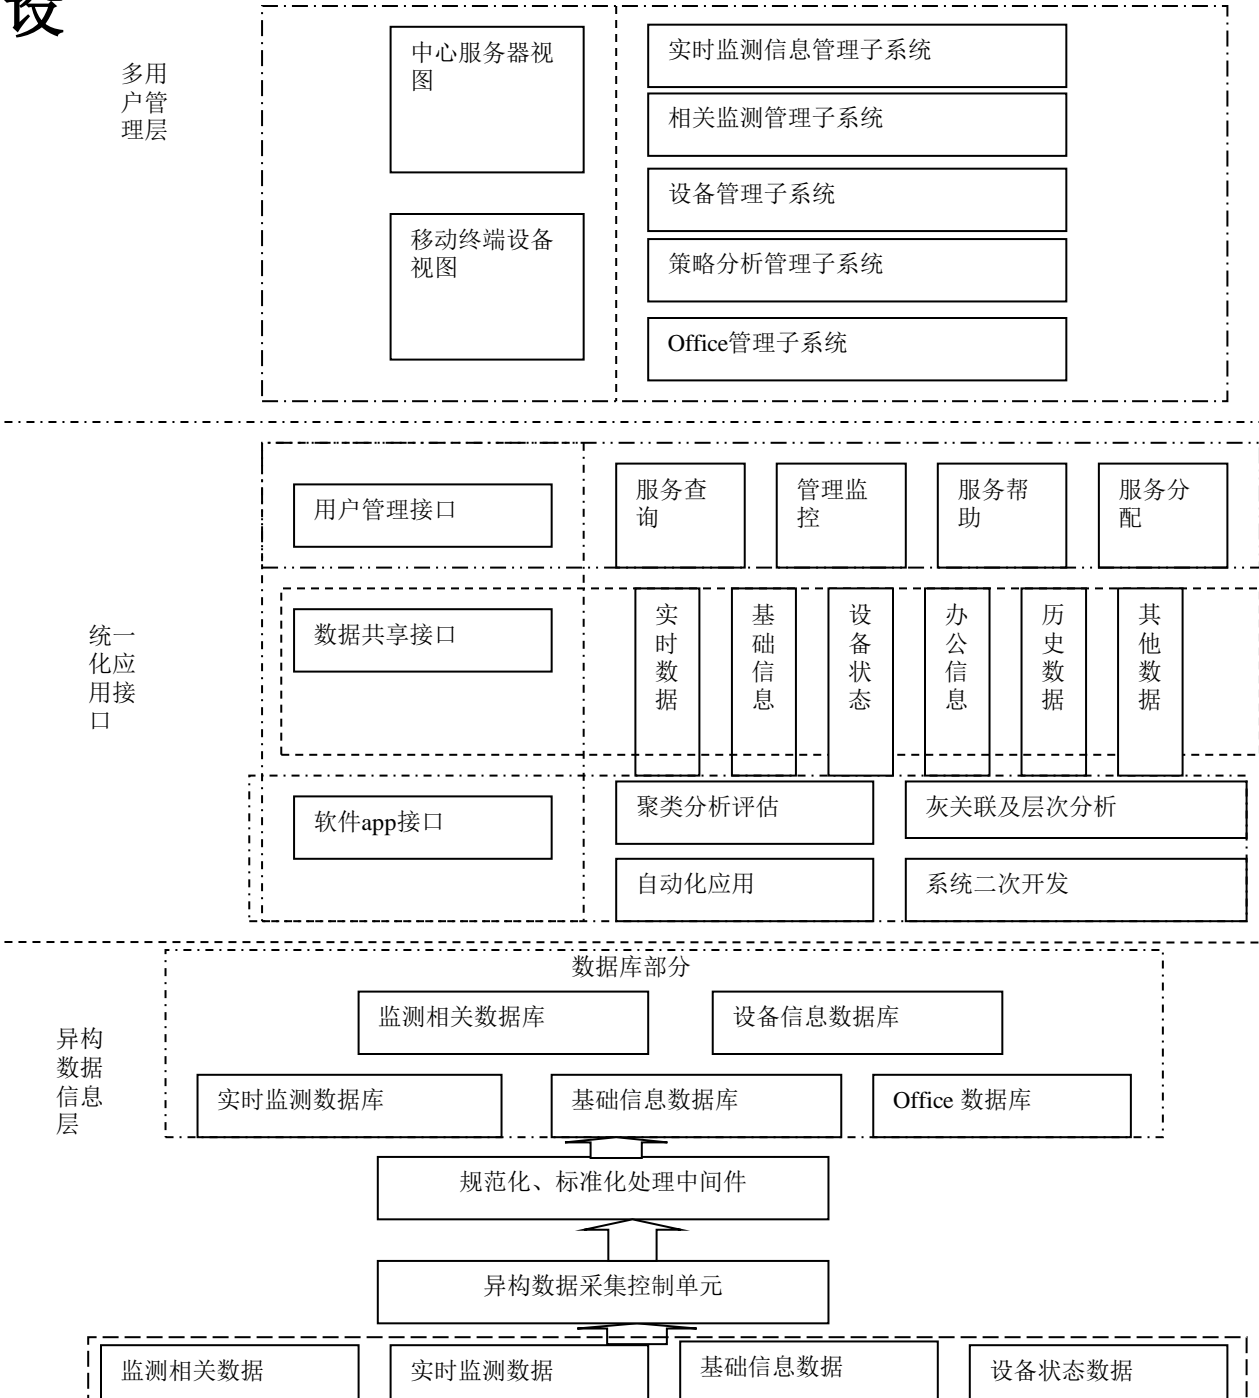 设
多用
户管
理层
中心服务器视
图
移动终端设备
视图
实时监测信息管理子系统
相关监测管理子系统
设备管理子系统
策略分析管理子系统
Office管理子系统
统一
化应
用接
口
用户管理接口
服务查
询
管理监
控
服务帮
助
服务分
配
数据共享接口
实时数据
基础信息
设备状态
办公信息
历史数据
其他数据
软件app接口
聚类分析评估
灰关联及层次分析
自动化应用
系统二次开发
异构
数据
信息
层
数据库部分
监测相关数据库
设备信息数据库
实时监测数据库
基础信息数据库
Office 数据库
规范化、标准化处理中间件
异构数据采集控制单元
监测相关数据
实时监测数据
基础信息数据
设备状态数据